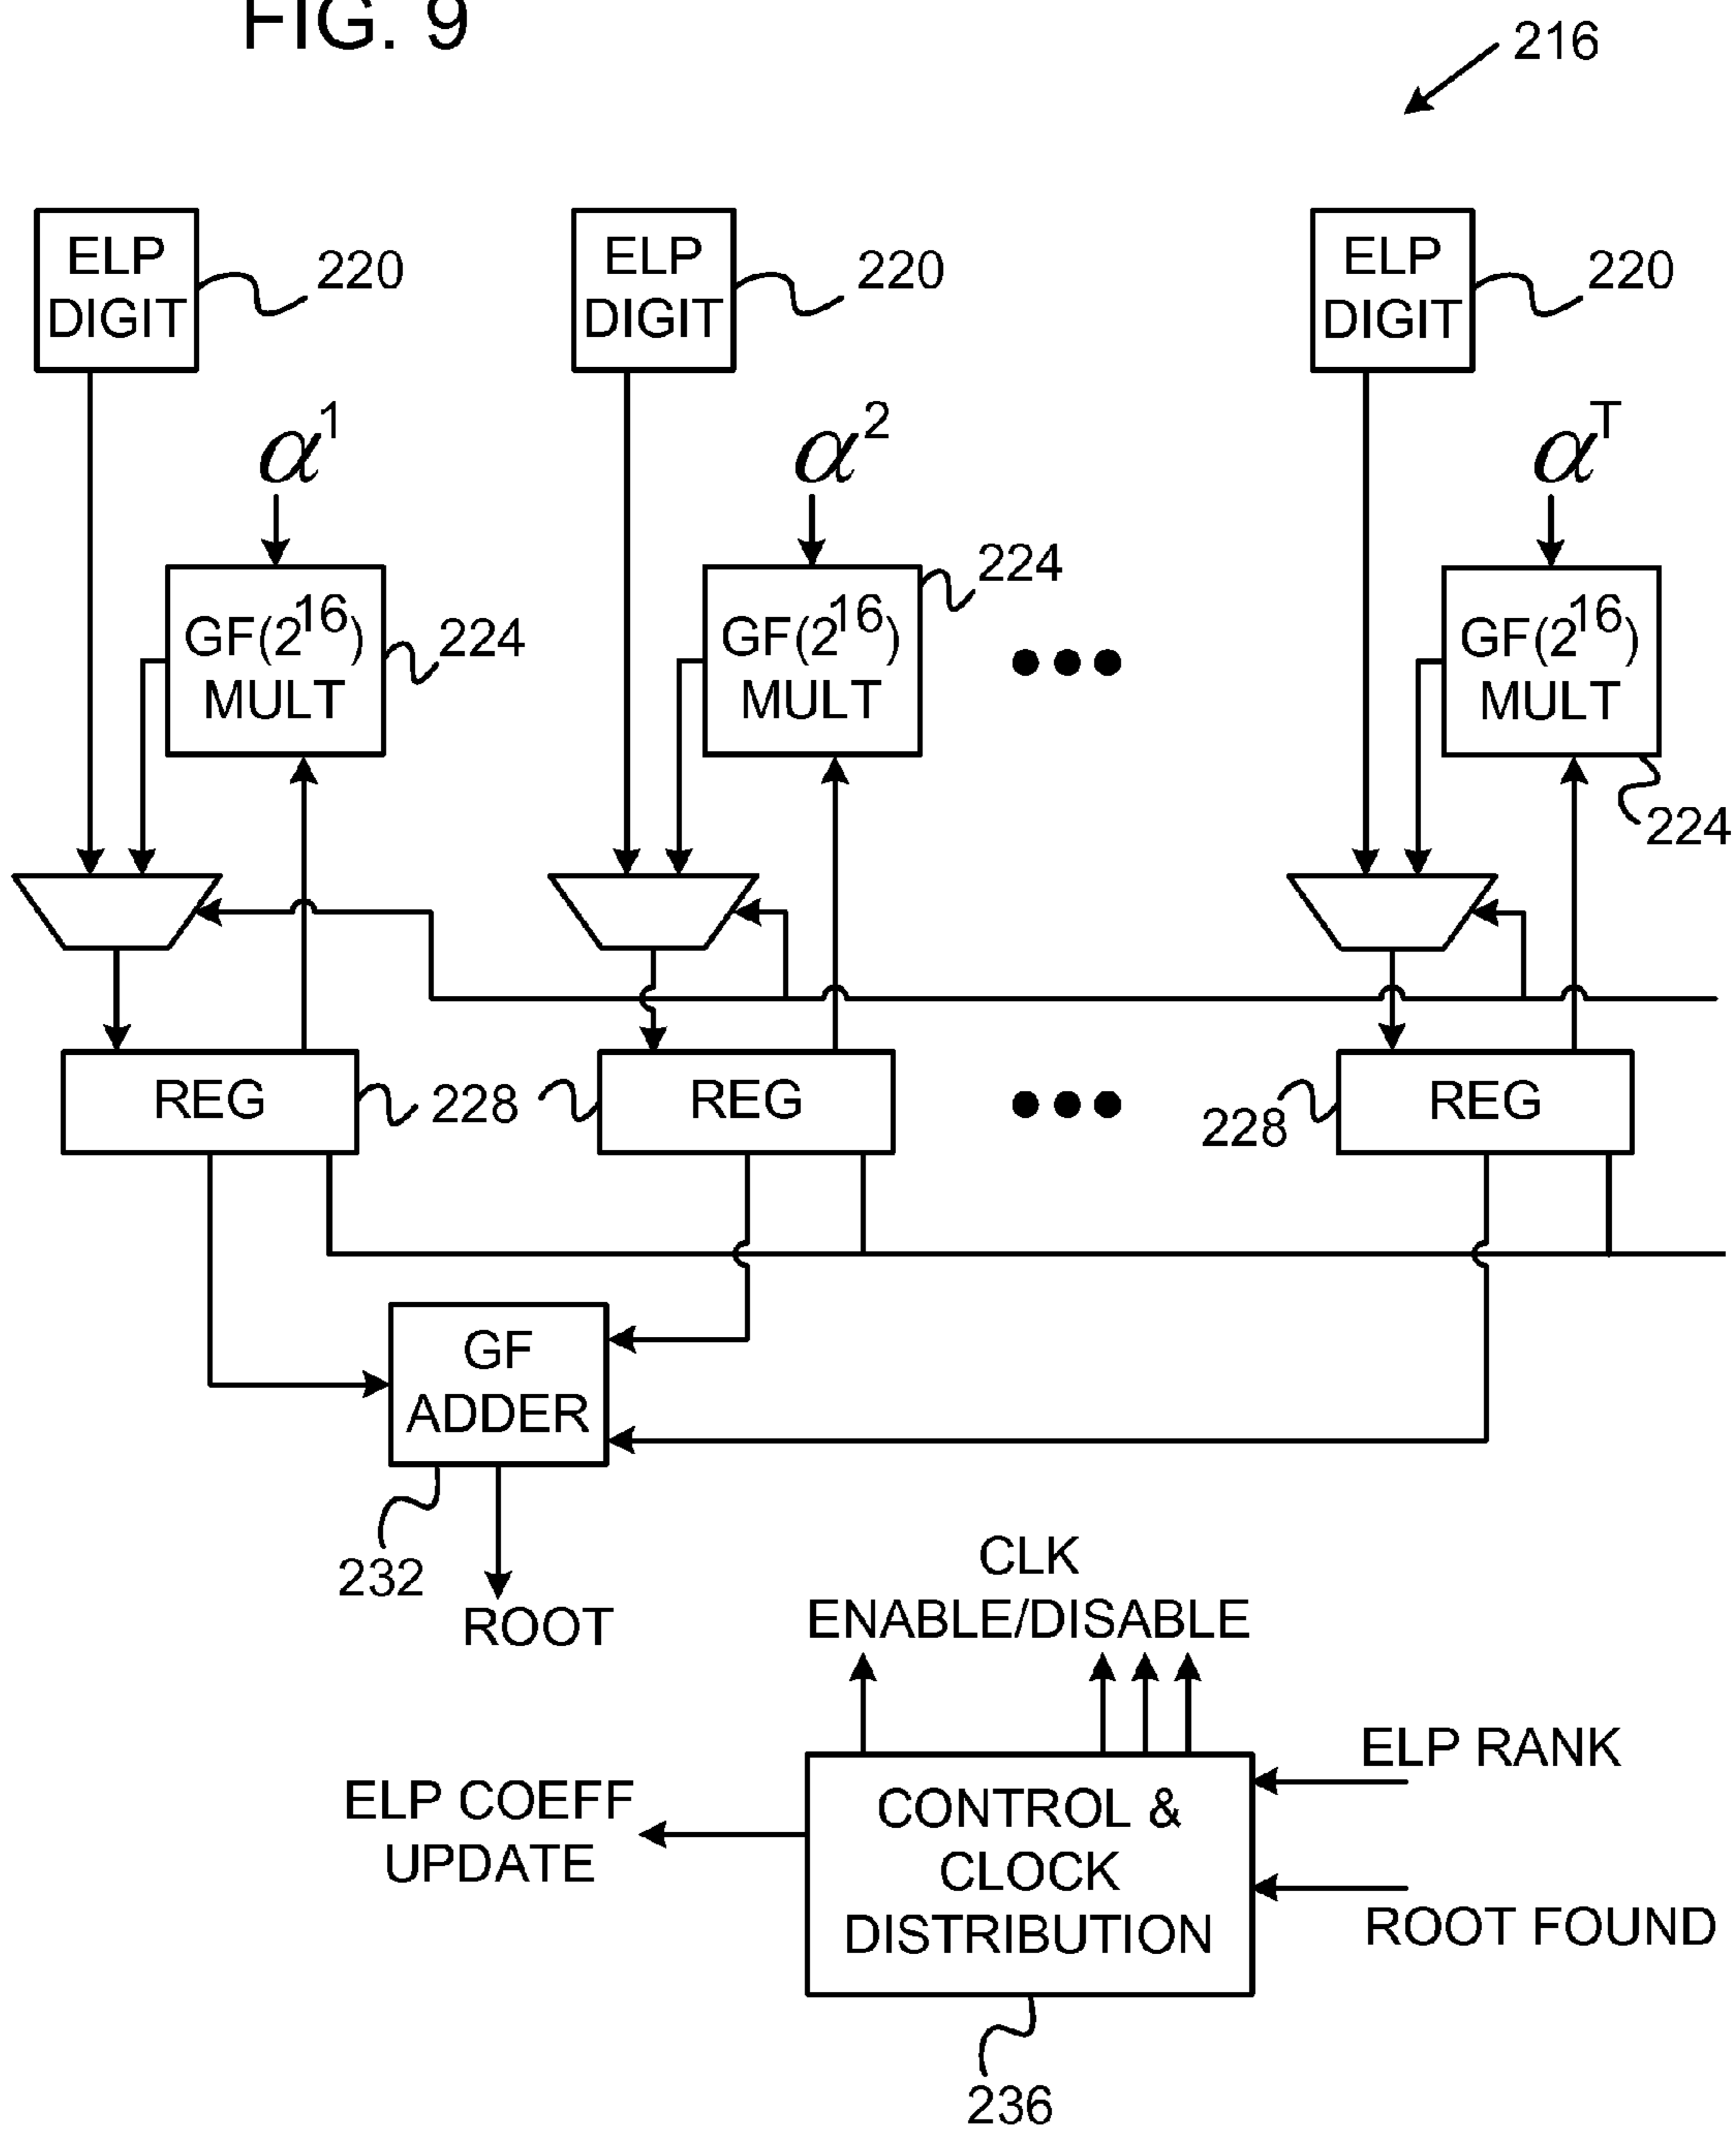 FIG. 9
216
ELP
DIGIT
220
ELP
DIGIT
220
ELP
DIGIT
220
α¹
α²
αᵀ
GF(2¹⁶)
MULT
224
GF(2¹⁶)
MULT
224
GF(2¹⁶)
MULT
224
REG
228
REG
228
REG
GF
ADDER
232
ROOT
CLK
ENABLE/DISABLE
ELP COEFF
UPDATE
CONTROL &
CLOCK
DISTRIBUTION
ELP RANK
ROOT FOUND
236